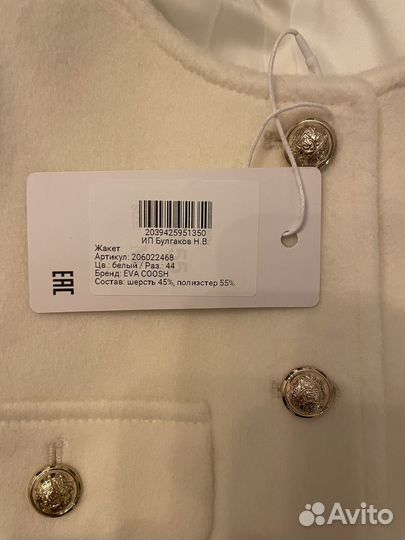 2039425951350
ИП Булгаков Н.В.
Жакет
Артикул: 206022468
Цв.: белый / Раз.: 44
Бренд: EVA COOSH
Состав: шерсть 45%, полиэстер 55%
EAC
Avito